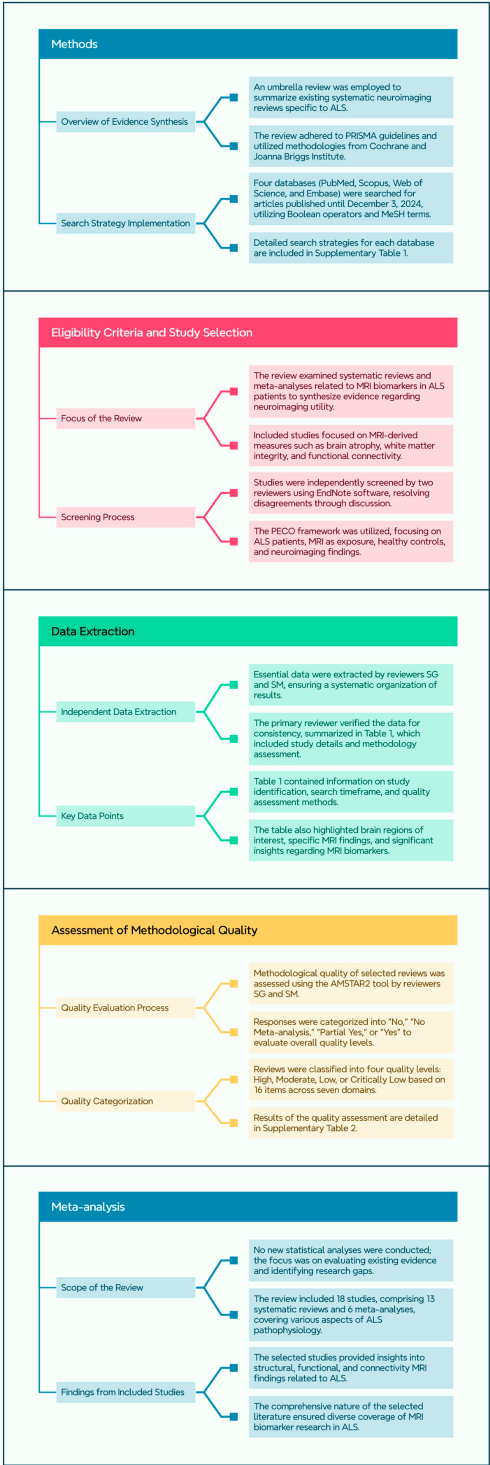 Methods
Overview of Evidence Synthesis
An umbrella review was employed to
summarize existing systematic neuroimaging
reviews specific to ALS.
The review adhered to PRISMA guidelines and
utilized methodologies from Cochrane and
Joanna Briggs Institute.
Search Strategy Implementation
Four databases (PubMed, Scopus, Web of
Science, and Embase) were searched for
articles published until December 3, 2024,
utilizing Boolean operators and MeSH terms.
Detailed search strategies for each database
are included in Supplementary Table 1.
Eligibility Criteria and Study Selection
Focus of the Review
The review examined systematic reviews and
meta-analyses related to MRI biomarkers in ALS
patients to synthesize evidence regarding
neuroimaging utility.
Included studies focused on MRI-derived
measures such as brain atrophy, white matter
integrity, and functional connectivity.
Screening Process
Studies were independently screened by two
reviewers using EndNote software, resolving
disagreements through discussion.
The PECO framework was utilized, focusing on
ALS patients, MRI as exposure, healthy controls,
and neuroimaging findings.
Data Extraction
Independent Data Extraction
Essential data were extracted by reviewers SG
and SM, ensuring a systematic organization of
results.
The primary reviewer verified the data for
consistency, summarized in Table 1, which
included study details and methodology
assessment.
Key Data Points
Table 1 contained information on study
identification, search timeframe, and quality
assessment methods.
The table also highlighted brain regions of
interest, specific MRI findings, and significant
insights regarding MRI biomarkers.
Assessment of Methodological Quality
Quality Evaluation Process
Methodological quality of selected reviews was
assessed using the AMSTAR2 tool by reviewers
SG and SM.
Responses were categorized into "No," "No
Meta-analysis," "Partial Yes," or "Yes" to
evaluate overall quality levels.
Quality Categorization
Reviews were classified into four quality levels:
High, Moderate, Low, or Critically Low based on
16 items across seven domains.
Results of the quality assessment are detailed
in Supplementary Table 2.
Meta-analysis
Scope of the Review
No new statistical analyses were conducted;
the focus was on evaluating existing evidence
and identifying research gaps.
The review included 18 studies, comprising 13
systematic reviews and 6 meta-analyses,
covering various aspects of ALS
pathophysiology.
Findings from Included Studies
The selected studies provided insights into
structural, functional, and connectivity MRI
findings related to ALS.
The comprehensive nature of the selected
literature ensured diverse coverage of MRI
biomarker research in ALS.